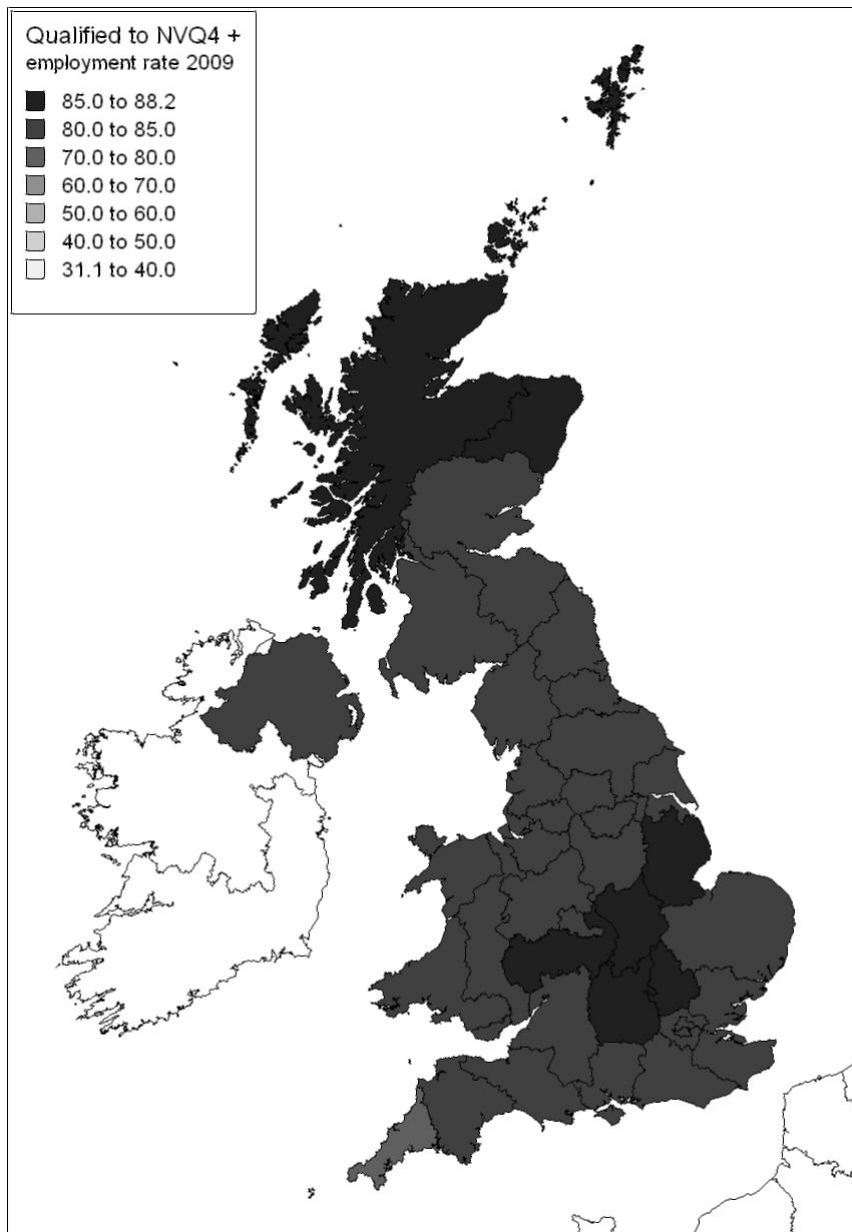 Qualified to NVQ4 +
employment rate 2009
85.0 to 88.2
80.0 to 85.0
70.0 to 80.0
60.0 to 70.0
50.0 to 60.0
40.0 to 50.0
31.1 to 40.0